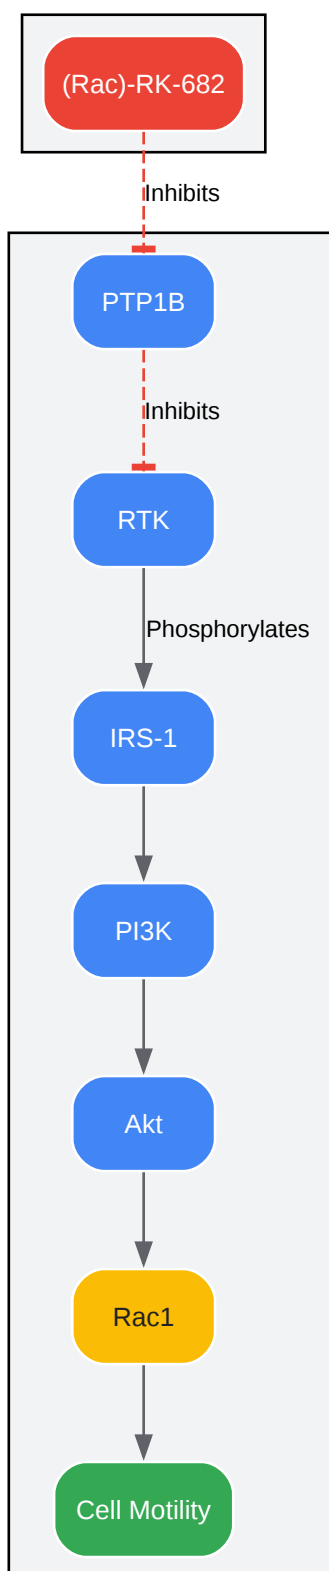 (Rac)-RK-682
Inhibits
PTP1B
Inhibits
RTK
Phosphorylates
IRS-1
PI3K
Akt
Rac1
Cell Motility